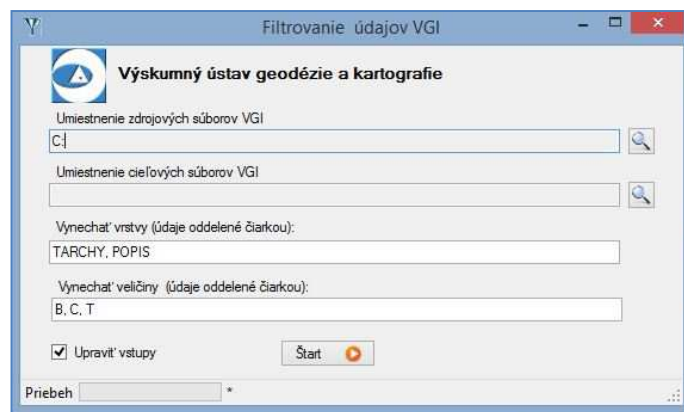 Filtrovanie údajov VGI
Výskumný ústav geodézie a kartografie
Umiestnenie zdrojových súborov VGI
C:
Umiestnenie cieľových súborov VGI
Vynechať vrstvy (údaje oddelené čiarkou):
TARCHY, POPIS
Vynechať veličiny (údaje oddelené čiarkou):
B, C, T
Upraviť vstupy
Štart
Priebeh *